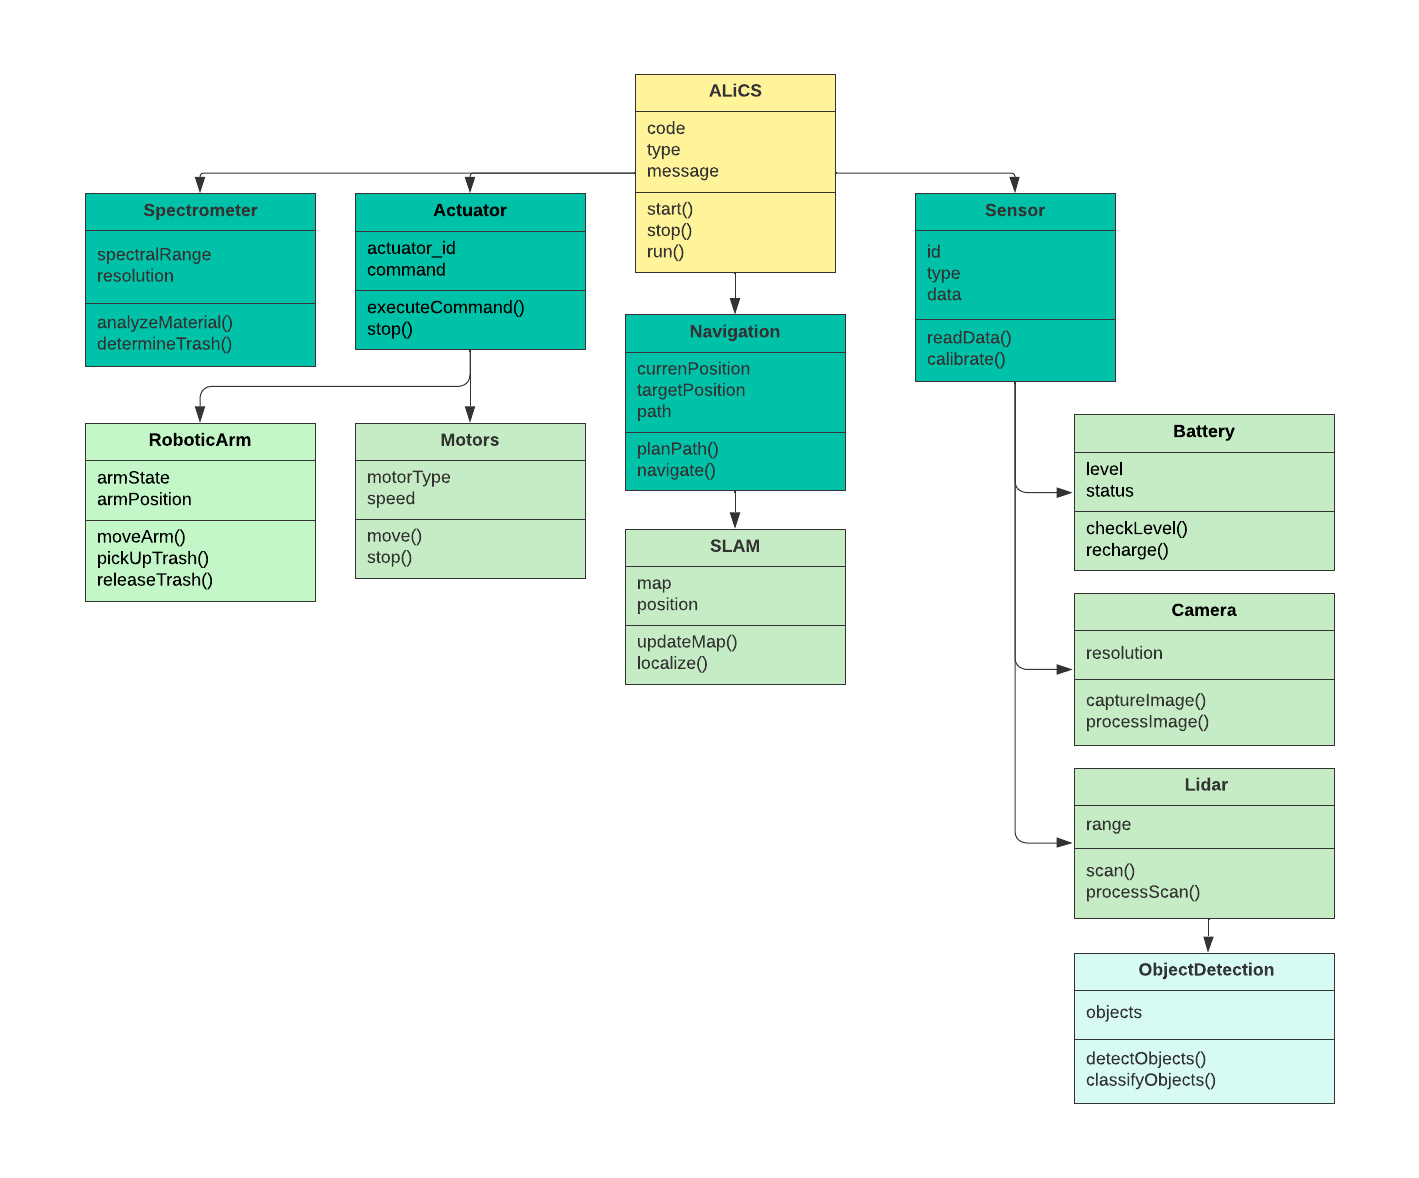 ALiCS
code
type
message
start()
stop()
run()
Spectrometer
spectralRange
resolution
analyzeMaterial()
determineTrash()
Actuator
actuator_id
command
executeCommand()
stop()
Navigation
currenPosition
targetPosition
path
planPath()
navigate()
Sensor
id
type
data
readData()
calibrate()
RoboticArm
armState
armPosition
moveArm()
pickUpTrash()
releaseTrash()
Motors
motorType
speed
move()
stop()
SLAM
map
position
updateMap()
localize()
Battery
level
status
checkLevel()
recharge()
Camera
resolution
captureImage()
processImage()
Lidar
range
scan()
processScan()
ObjectDetection
objects
detectObjects()
classifyObjects()